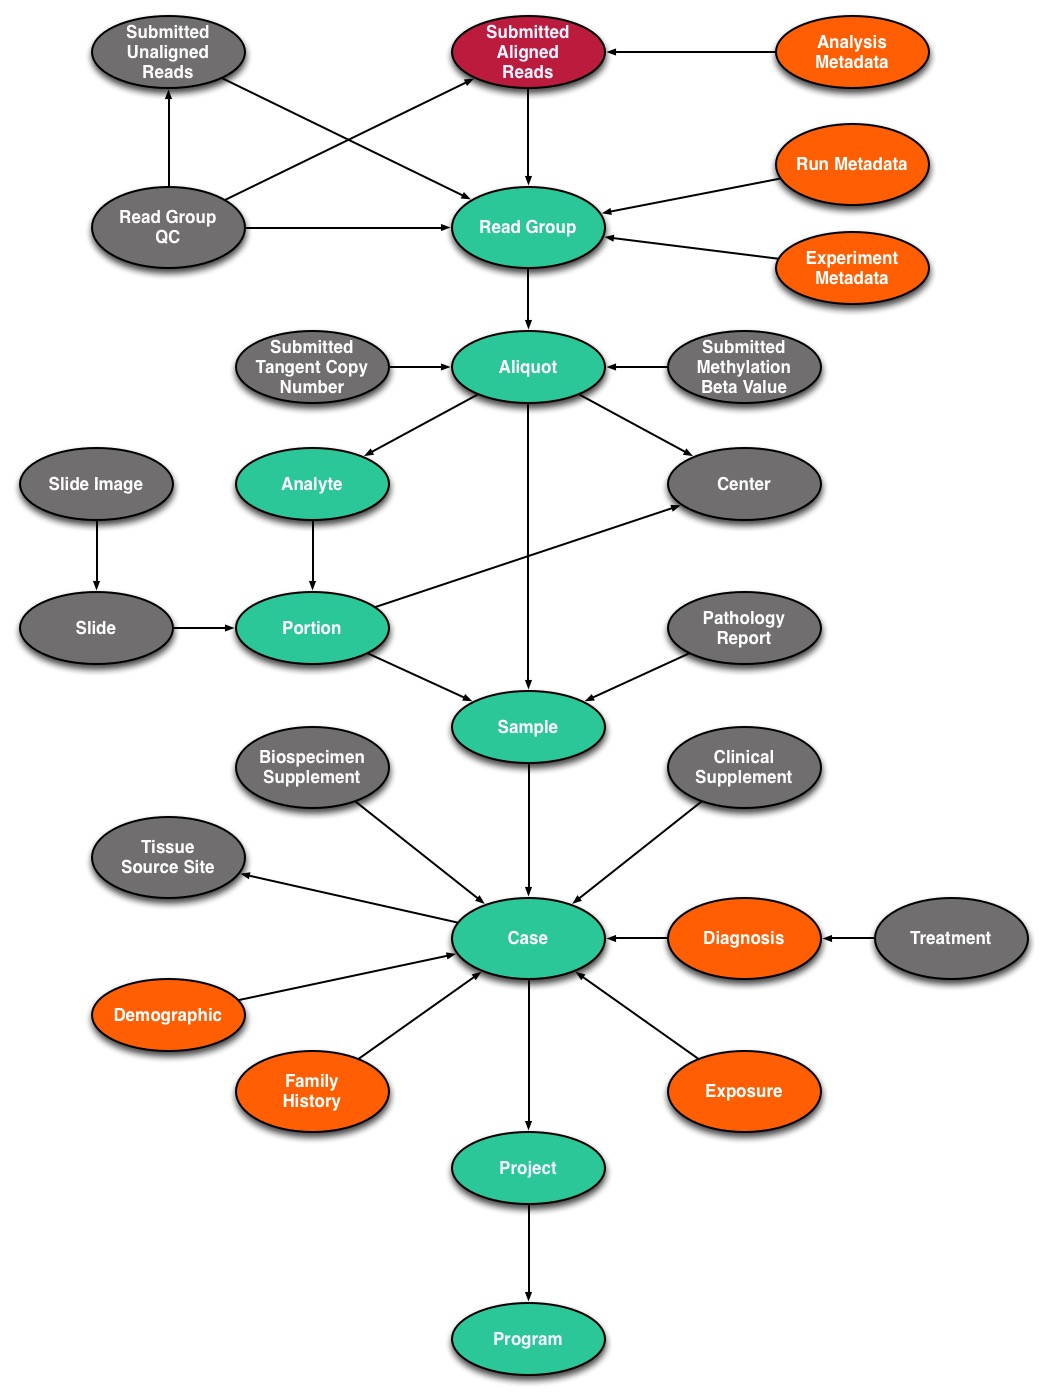 Submitted
Unaligned
Reads
Submitted
Aligned
Reads
Analysis
Metadata
Run Metadata
Read Group
QC
Read Group
Experiment
Metadata
Submitted
Tangent Copy
Number
Aliquot
Submitted
Methylation
Beta Value
Slide Image
Analyte
Center
Slide
Portion
Pathology
Report
Sample
Biospecimen
Supplement
Clinical
Supplement
Tissue
Source Site
Case
Diagnosis
Treatment
Demographic
Family
History
Exposure
Project
Program